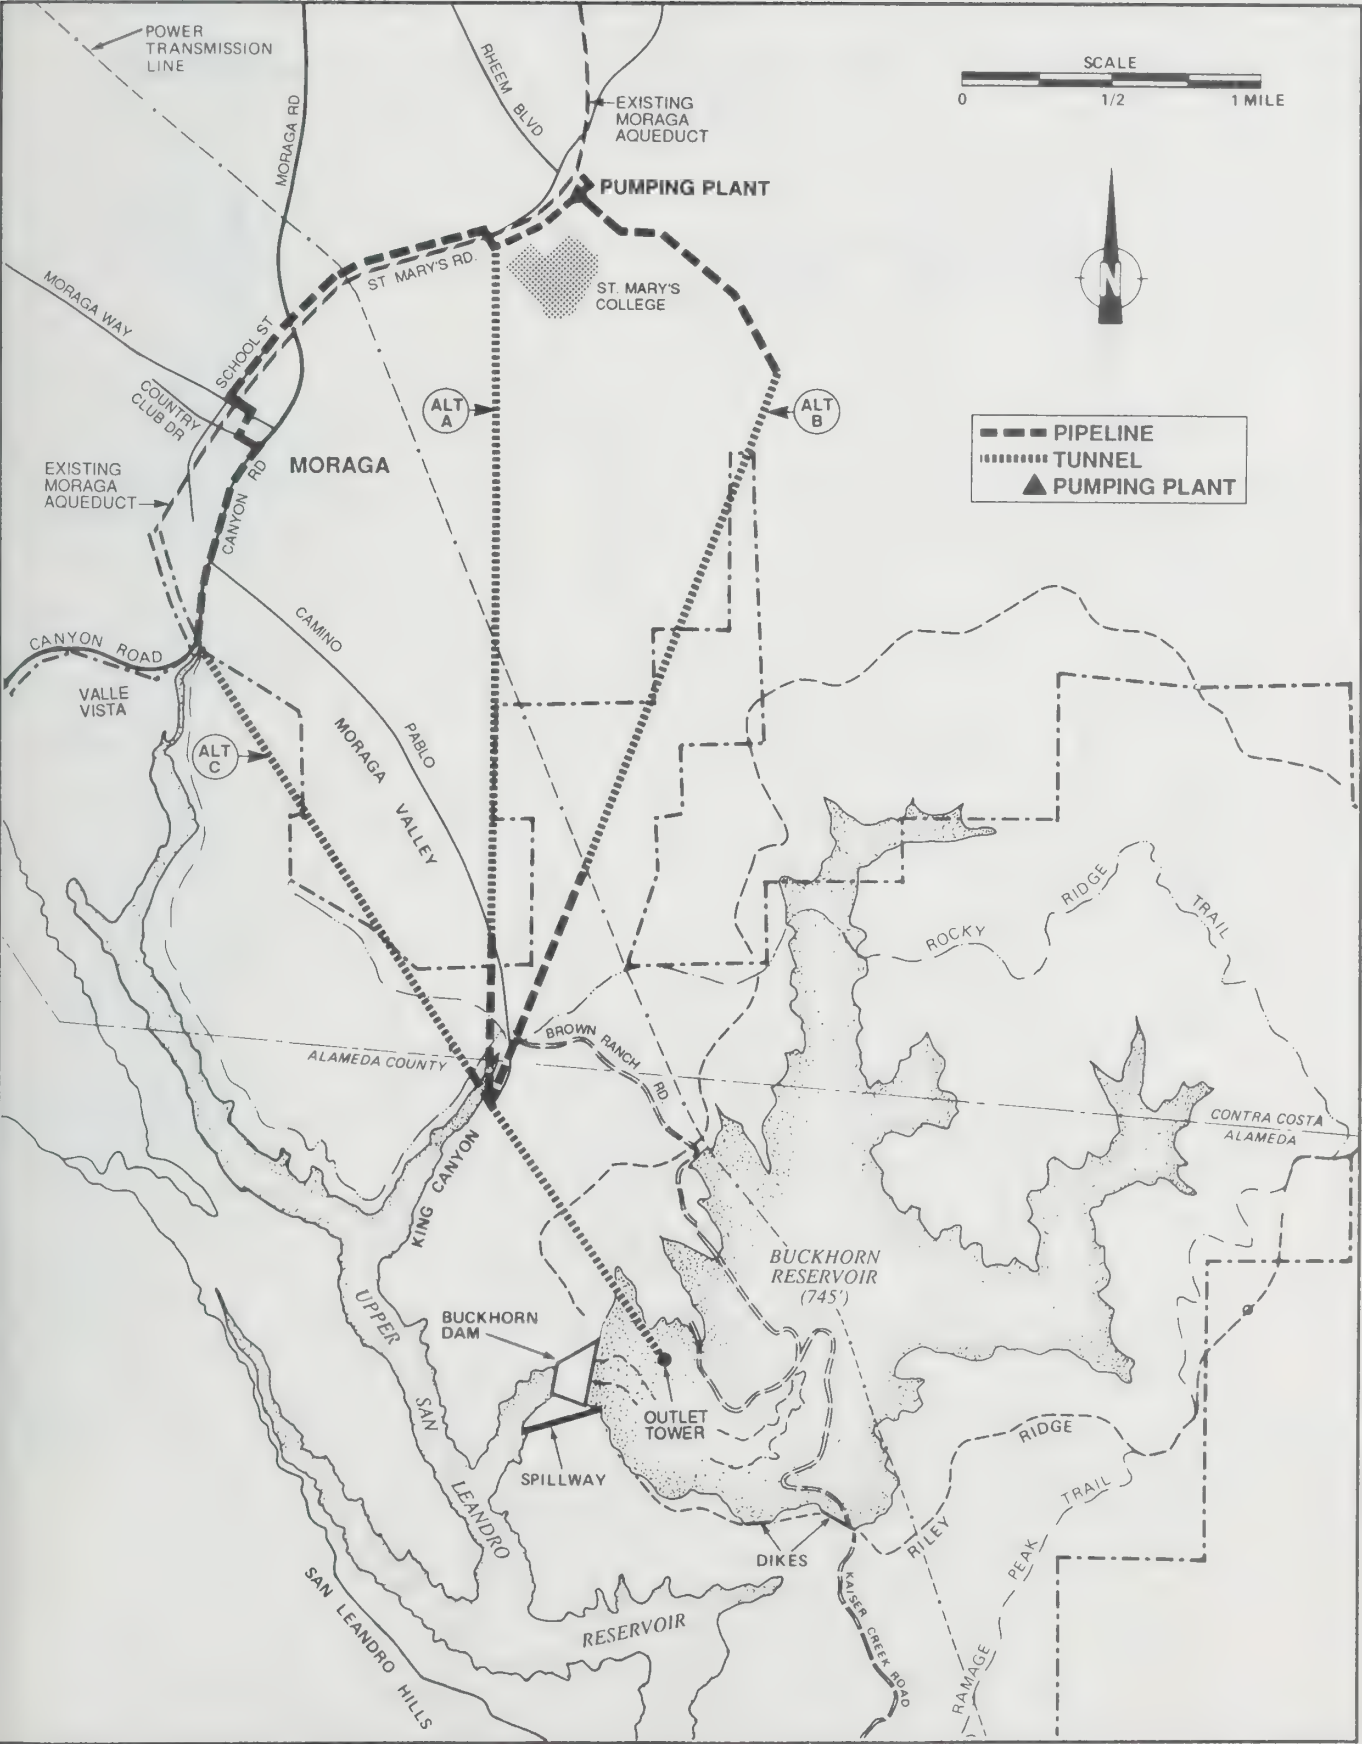 POWER
TRANSMISSION
LINE
MORAGA RD
RHEEM BLVD
EXISTING
MORAGA
AQUEDUCT
SCALE
0 1/2 1 MILE
PUMPING PLANT
N
MORAGA WAY
ST MARY'S RD.
ST. MARY'S
COLLEGE
SCHOOL ST
COUNTRY
CLUB DR
ALT
A
ALT
B
PIPELINE
TUNNEL
PUMPING PLANT
EXISTING
MORAGA
AQUEDUCT
MORAGA
CANYON RD
CAMINO
PABLO
CANYON ROAD
VALLE
VISTA
ALT
C
MORAGA
VALLEY
ROCKY
RIDGE
TRAIL
BROWN RANCH RD
ALAMEDA COUNTY
CONTRA COSTA
ALAMEDA
KING CANYON
BUCKHORN
RESERVOIR
(745')
BUCKHORN
DAM
UPPER
SAN
LEANDRO
RESERVOIR
OUTLET
TOWER
SPILLWAY
DIKES
RILEY
RIDGE
TRAIL
PEAK
RAMAGE
KAISER CREEK ROAD
SAN LEANDRO HILLS